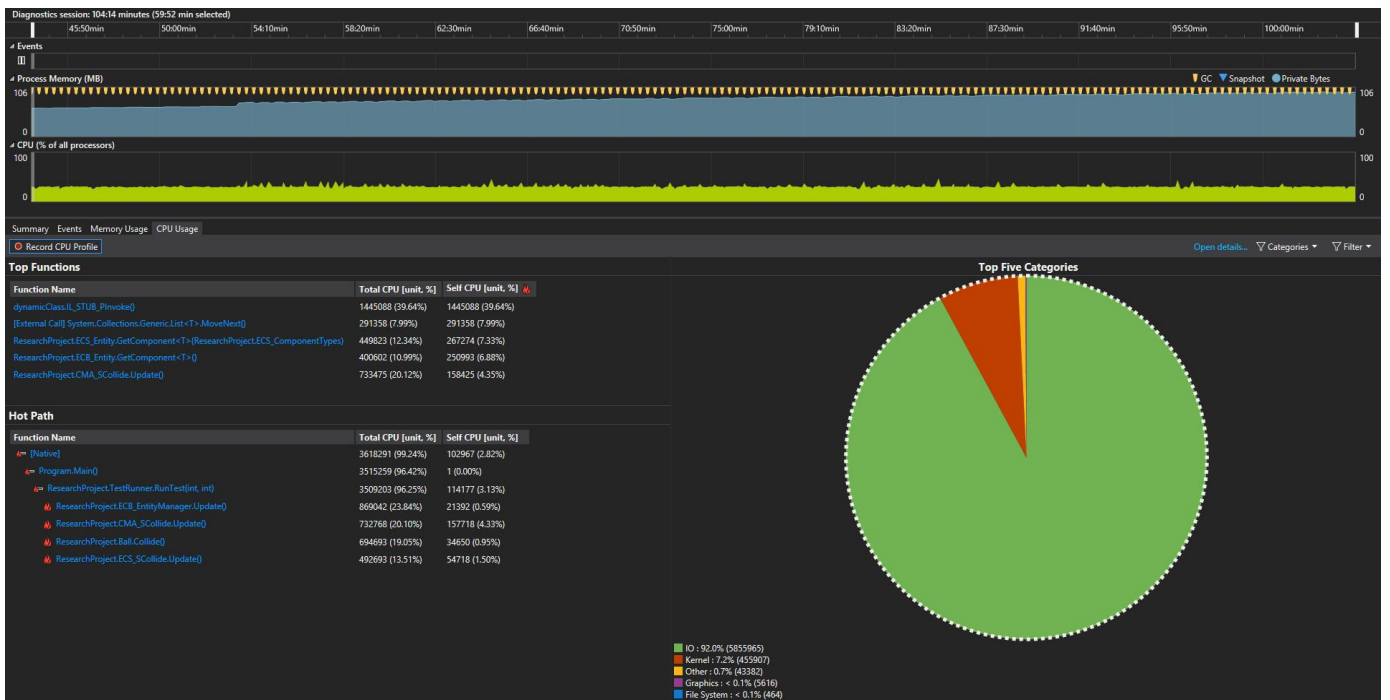 Diagnostics session: 104:14 minutes (59:52 min selected)
45:50min 50:00min 54:10min 58:20min 62:30min 66:40min 70:50min 75:00min 79:10min 83:20min 87:30min 91:40min 95:50min 100:00min
Events
Process Memory (MB) GC Snapshot Private Bytes
106 106
0 0
CPU (% of all processors)
100 100
0 0
Summary Events Memory Usage CPU Usage
Record CPU Profile Open details... Categories Filter
Top Functions
Function Name Total CPU [unit, %] Self CPU [unit, %]
dynamicClass.IL_STUB_PInvoke() 1445088 (39.64%) 1445088 (39.64%)
[External Call] System.Collections.Generic.List<T>.MoveNext() 291358 (7.99%) 291358 (7.99%)
ResearchProject.ECS_Entity.GetComponent<T>(ResearchProject.ECS_ComponentTypes) 449823 (12.34%) 267274 (7.33%)
ResearchProject.ECB_Entity.GetComponent<T>() 400602 (10.99%) 250993 (6.88%)
ResearchProject.CMA_SCollide.Update() 733475 (20.12%) 158425 (4.35%)
Hot Path
Function Name Total CPU [unit, %] Self CPU [unit, %]
[Native] 3618291 (99.24%) 102967 (2.82%)
Program.Main() 3515259 (96.42%) 1 (0.00%)
ResearchProject.TestRunner.RunTest(int, int) 3509203 (96.25%) 114177 (3.13%)
ResearchProject.ECB_EntityManager.Update() 869042 (23.84%) 21392 (0.59%)
ResearchProject.CMA_SCollide.Update() 732768 (20.10%) 157718 (4.33%)
ResearchProject.Ball.Collide() 694693 (19.05%) 34650 (0.95%)
ResearchProject.ECS_SCollide.Update() 492693 (13.51%) 54718 (1.50%)
Top Five Categories
IO : 92.0% (5855965)
Kernel : 7.2% (455907)
Other : 0.7% (43382)
Graphics : < 0.1% (5616)
File System : < 0.1% (464)